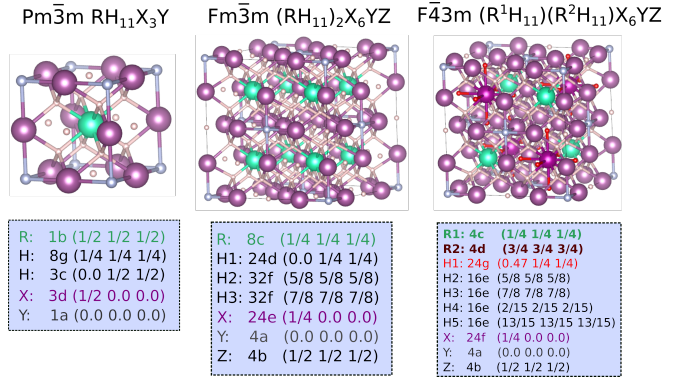 Pm3̅m RH₁₁X₃Y
Fm3̅m (RH₁₁)₂X₆YZ
F4̅3m (R¹H₁₁)(R²H₁₁)X₆YZ
R: 1b (1/2 1/2 1/2)
H: 8g (1/4 1/4 1/4)
H: 3c (0.0 1/2 1/2)
X: 3d (1/2 0.0 0.0)
Y: 1a (0.0 0.0 0.0)
R: 8c (1/4 1/4 1/4)
H1: 24d (0.0 1/4 1/4)
H2: 32f (5/8 5/8 5/8)
H3: 32f (7/8 7/8 7/8)
X: 24e (1/4 0.0 0.0)
Y: 4a (0.0 0.0 0.0)
Z: 4b (1/2 1/2 1/2)
R1: 4c (1/4 1/4 1/4)
R2: 4d (3/4 3/4 3/4)
H1: 24g (0.47 1/4 1/4)
H2: 16e (5/8 5/8 5/8)
H3: 16e (7/8 7/8 7/8)
H4: 16e (2/15 2/15 2/15)
H5: 16e (13/15 13/15 13/15)
X: 24f (1/4 0.0 0.0)
Y: 4a (0.0 0.0 0.0)
Z: 4b (1/2 1/2 1/2)